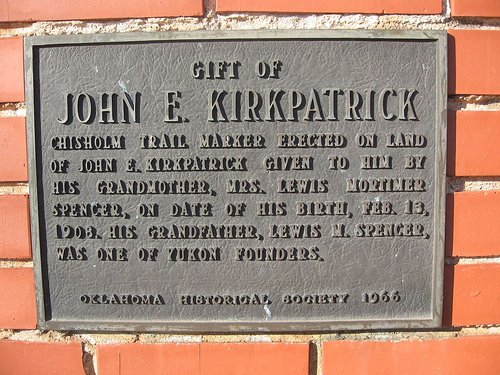 GIFT OF
JOHN E. KIRKPATRICK
CHISHOLM TRAIL MARKER ERECTED ON LAND
OF JOHN E. KIRKPATRICK GIVEN TO HIM BY
HIS GRANDMOTHER, MRS. LEWIS MORTIMER
SPENCER, ON DATE OF HIS BIRTH, FEB. 13,
1908. HIS GRANDFATHER, LEWIS M. SPENCER,
WAS ONE OF YUKON FOUNDERS.
OKLAHOMA HISTORICAL SOCIETY 1966